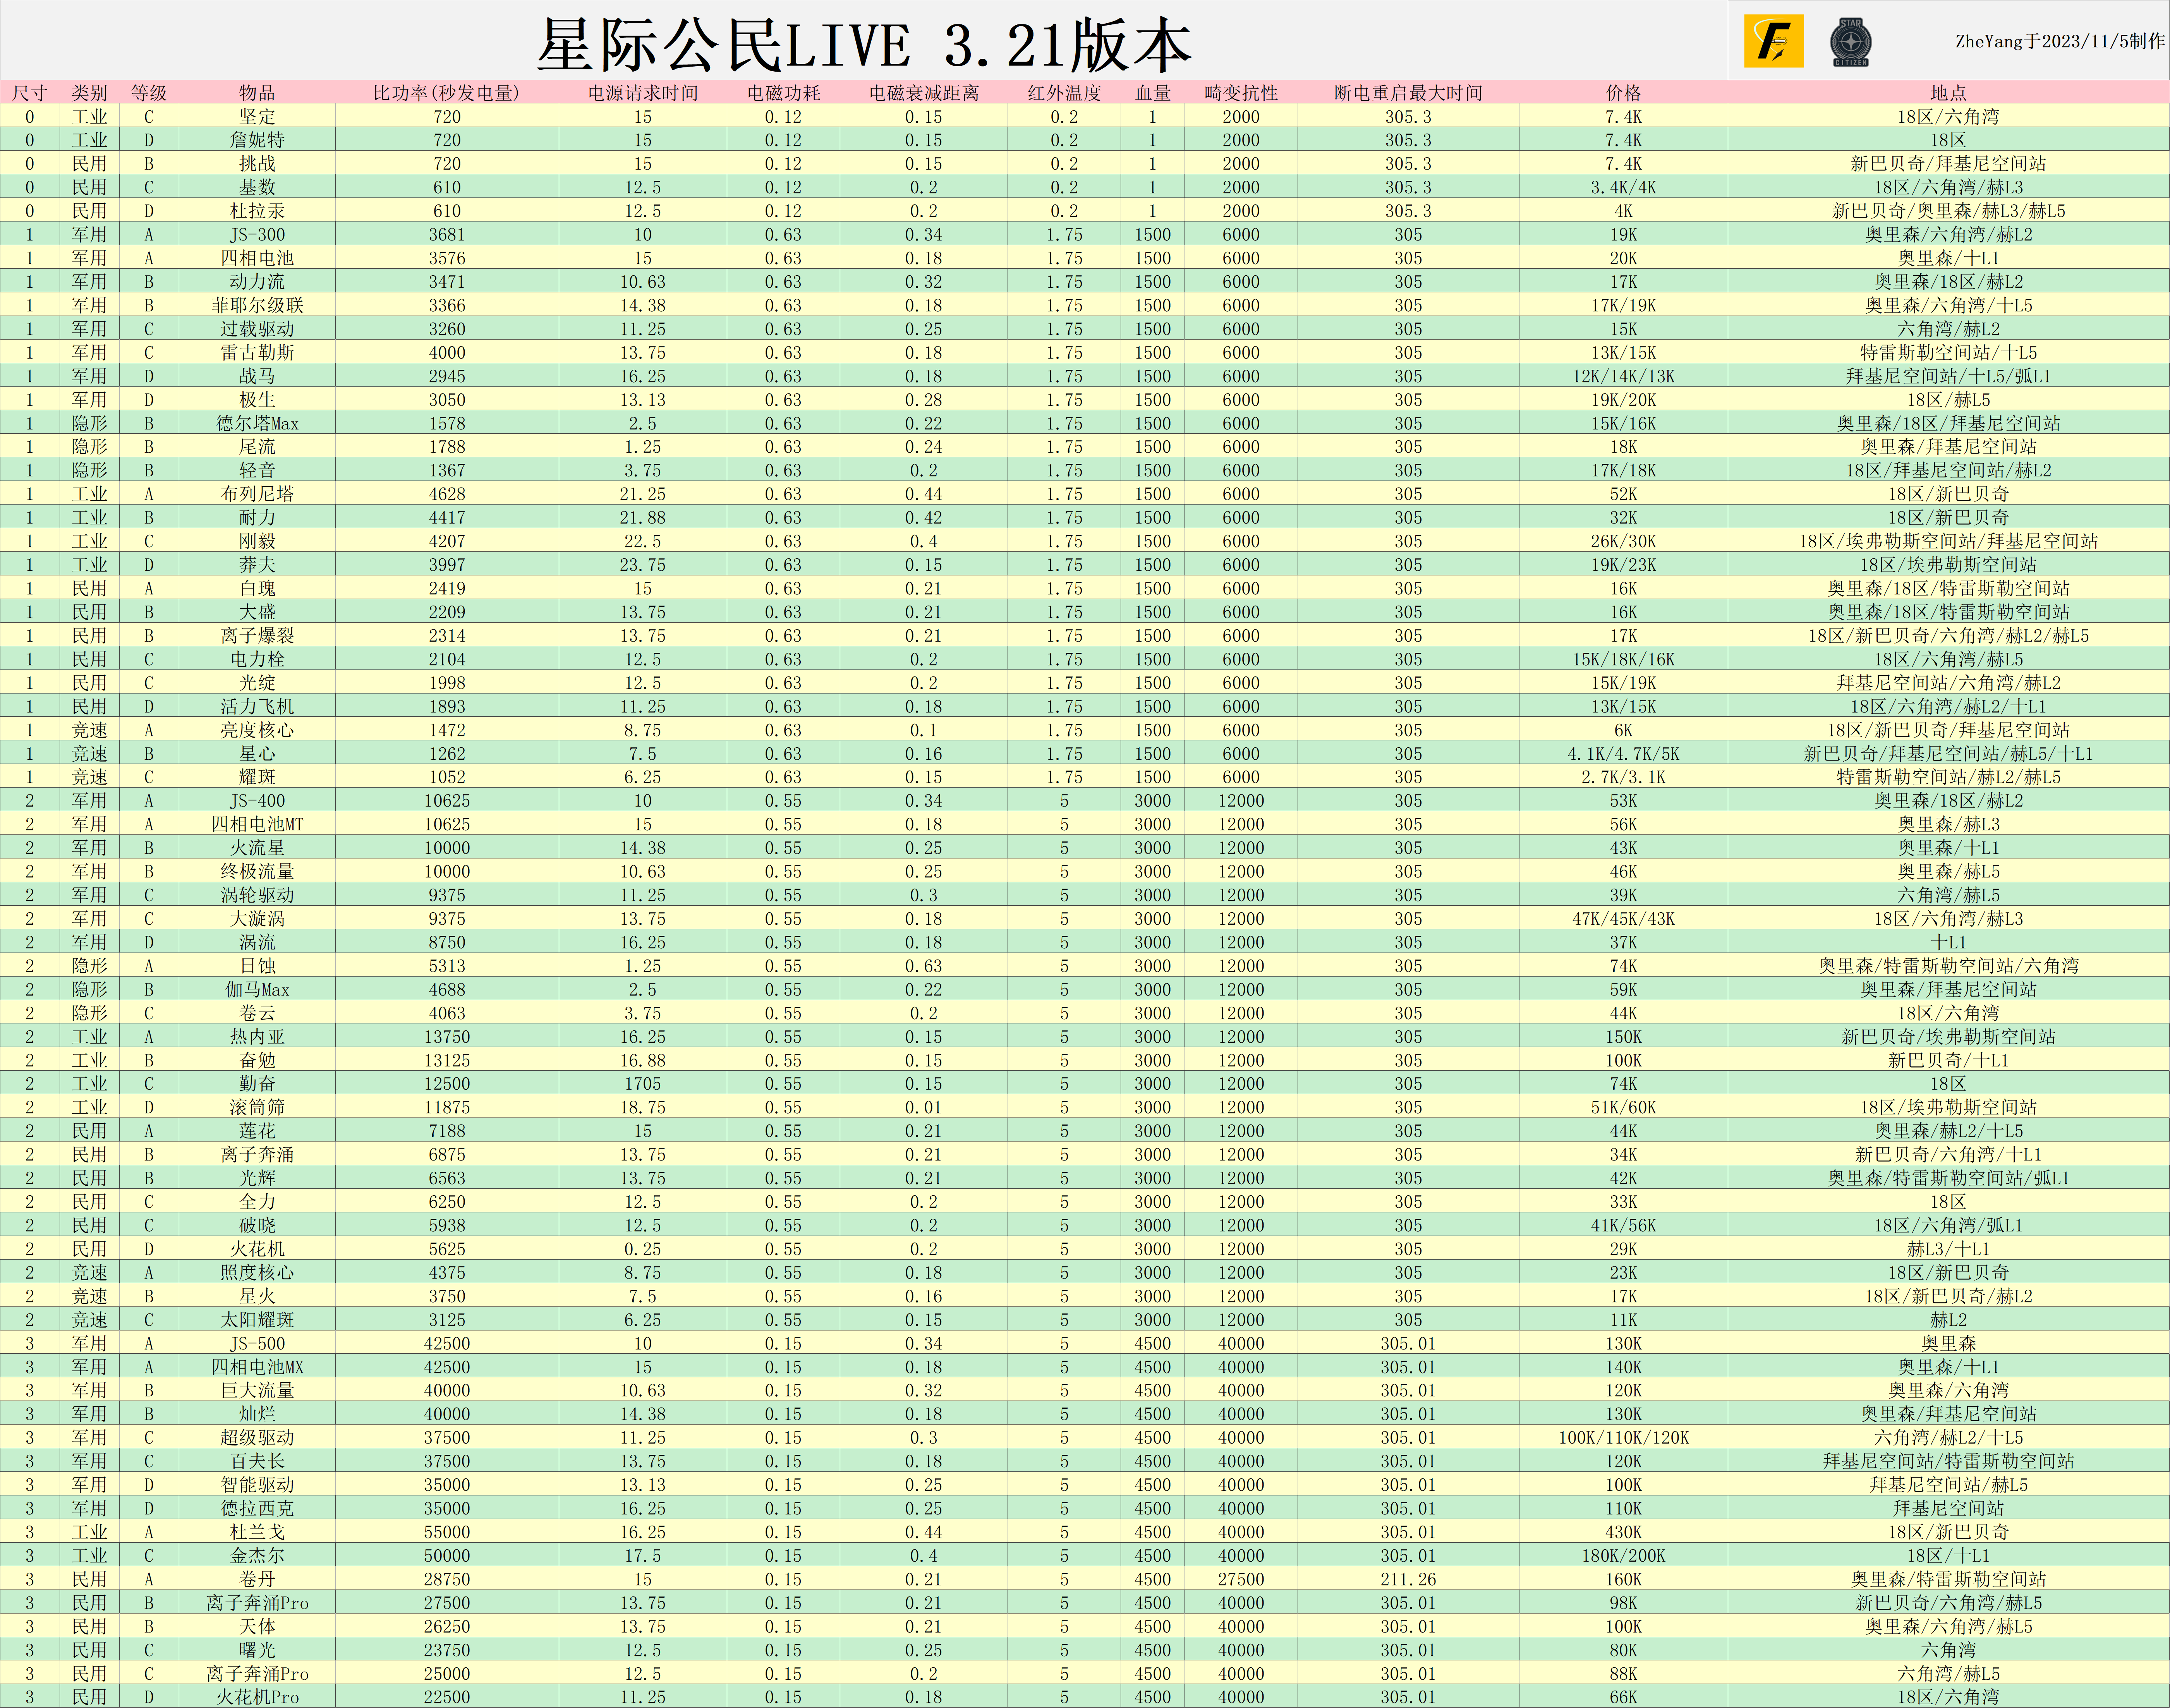 星际公民LIVE 3.21版本
STAR
CITIZEN
ZheYang于2023/11/5制作
尺寸 类别 等级 物品 比功率(秒发电量) 电源请求时间 电磁功耗 电磁衰减距离 红外温度 血量 畸变抗性 断电重启最大时间 价格 地点
0 工业 C 坚定 720 15 0.12 0.15 0.2 1 2000 305.3 7.4K 18区/六角湾
0 工业 D 詹妮特 720 15 0.12 0.15 0.2 1 2000 305.3 7.4K 18区
0 民用 B 挑战 720 15 0.12 0.15 0.2 1 2000 305.3 7.4K 新巴贝奇/拜基尼空间站
0 民用 C 基数 610 12.5 0.12 0.2 0.2 1 2000 305.3 3.4K/4K 18区/六角湾/赫L3
0 民用 D 杜拉汞 610 12.5 0.12 0.2 0.2 1 2000 305.3 4K 新巴贝奇/奥里森/赫L3/赫L5
1 军用 A JS-300 3681 10 0.63 0.34 1.75 1500 6000 305 19K 奥里森/六角湾/赫L2
1 军用 A 四相电池 3576 15 0.63 0.18 1.75 1500 6000 305 20K 奥里森/十L1
1 军用 B 动力流 3471 10.63 0.63 0.32 1.75 1500 6000 305 17K 奥里森/18区/赫L2
1 军用 B 菲耶尔级联 3366 14.38 0.63 0.18 1.75 1500 6000 305 17K/19K 奥里森/六角湾/十L5
1 军用 C 过载驱动 3260 11.25 0.63 0.25 1.75 1500 6000 305 15K 六角湾/赫L2
1 军用 C 雷古勒斯 4000 13.75 0.63 0.18 1.75 1500 6000 305 13K/15K 特雷斯勒空间站/十L5
1 军用 D 战马 2945 16.25 0.63 0.18 1.75 1500 6000 305 12K/14K/13K 拜基尼空间站/十L5/弧L1
1 军用 D 极生 3050 13.13 0.63 0.28 1.75 1500 6000 305 19K/20K 18区/赫L5
1 隐形 B 德尔塔Max 1578 2.5 0.63 0.22 1.75 1500 6000 305 15K/16K 奥里森/18区/拜基尼空间站
1 隐形 B 尾流 1788 1.25 0.63 0.24 1.75 1500 6000 305 18K 奥里森/拜基尼空间站
1 隐形 B 轻音 1367 3.75 0.63 0.2 1.75 1500 6000 305 17K/18K 18区/拜基尼空间站/赫L2
1 工业 A 布列尼塔 4628 21.25 0.63 0.44 1.75 1500 6000 305 52K 18区/新巴贝奇
1 工业 B 耐力 4417 21.88 0.63 0.42 1.75 1500 6000 305 32K 18区/新巴贝奇
1 工业 C 刚毅 4207 22.5 0.63 0.4 1.75 1500 6000 305 26K/30K 18区/埃弗勒斯空间站/拜基尼空间站
1 工业 D 莽夫 3997 23.75 0.63 0.15 1.75 1500 6000 305 19K/23K 18区/埃弗勒斯空间站
1 民用 A 白瑰 2419 15 0.63 0.21 1.75 1500 6000 305 16K 奥里森/18区/特雷斯勒空间站
1 民用 B 大盛 2209 13.75 0.63 0.21 1.75 1500 6000 305 16K 奥里森/18区/特雷斯勒空间站
1 民用 B 离子爆裂 2314 13.75 0.63 0.21 1.75 1500 6000 305 17K 18区/新巴贝奇/六角湾/赫L2/赫L5
1 民用 C 电力栓 2104 12.5 0.63 0.2 1.75 1500 6000 305 15K/18K/16K 18区/六角湾/赫L5
1 民用 C 光绽 1998 12.5 0.63 0.2 1.75 1500 6000 305 15K/19K 拜基尼空间站/六角湾/赫L2
1 民用 D 活力飞机 1893 11.25 0.63 0.18 1.75 1500 6000 305 13K/15K 18区/六角湾/赫L2/十L1
1 竞速 A 亮度核心 1472 8.75 0.63 0.1 1.75 1500 6000 305 6K 18区/新巴贝奇/拜基尼空间站
1 竞速 B 星心 1262 7.5 0.63 0.16 1.75 1500 6000 305 4.1K/4.7K/5K 新巴贝奇/拜基尼空间站/赫L5/十L1
1 竞速 C 耀斑 1052 6.25 0.63 0.15 1.75 1500 6000 305 2.7K/3.1K 特雷斯勒空间站/赫L2/赫L5
2 军用 A JS-400 10625 10 0.55 0.34 5 3000 12000 305 53K 奥里森/18区/赫L2
2 军用 A 四相电池MT 10625 15 0.55 0.18 5 3000 12000 305 56K 奥里森/赫L3
2 军用 B 火流星 10000 14.38 0.55 0.25 5 3000 12000 305 43K 奥里森/十L1
2 军用 B 终极流量 10000 10.63 0.55 0.25 5 3000 12000 305 46K 奥里森/赫L5
2 军用 C 涡轮驱动 9375 11.25 0.55 0.3 5 3000 12000 305 39K 六角湾/赫L5
2 军用 C 大漩涡 9375 13.75 0.55 0.18 5 3000 12000 305 47K/45K/43K 18区/六角湾/赫L3
2 军用 D 涡流 8750 16.25 0.55 0.18 5 3000 12000 305 37K 十L1
2 隐形 A 日蚀 5313 1.25 0.55 0.63 5 3000 12000 305 74K 奥里森/特雷斯勒空间站/六角湾
2 隐形 B 伽马Max 4688 2.5 0.55 0.22 5 3000 12000 305 59K 奥里森/拜基尼空间站
2 隐形 C 卷云 4063 3.75 0.55 0.2 5 3000 12000 305 44K 18区/六角湾
2 工业 A 热内亚 13750 16.25 0.55 0.15 5 3000 12000 305 150K 新巴贝奇/埃弗勒斯空间站
2 工业 B 奋勉 13125 16.88 0.55 0.15 5 3000 12000 305 100K 新巴贝奇/十L1
2 工业 C 勤奋 12500 1705 0.55 0.15 5 3000 12000 305 74K 18区
2 工业 D 滚筒筛 11875 18.75 0.55 0.01 5 3000 12000 305 51K/60K 18区/埃弗勒斯空间站
2 民用 A 莲花 7188 15 0.55 0.21 5 3000 12000 305 44K 奥里森/赫L2/十L5
2 民用 B 离子奔涌 6875 13.75 0.55 0.21 5 3000 12000 305 34K 新巴贝奇/六角湾/十L1
2 民用 B 光辉 6563 13.75 0.55 0.21 5 3000 12000 305 42K 奥里森/特雷斯勒空间站/弧L1
2 民用 C 全力 6250 12.5 0.55 0.2 5 3000 12000 305 33K 18区
2 民用 C 破晓 5938 12.5 0.55 0.2 5 3000 12000 305 41K/56K 18区/六角湾/弧L1
2 民用 D 火花机 5625 0.25 0.55 0.2 5 3000 12000 305 29K 赫L3/十L1
2 竞速 A 照度核心 4375 8.75 0.55 0.18 5 3000 12000 305 23K 18区/新巴贝奇
2 竞速 B 星火 3750 7.5 0.55 0.16 5 3000 12000 305 17K 18区/新巴贝奇/赫L2
2 竞速 C 太阳耀斑 3125 6.25 0.55 0.15 5 3000 12000 305 11K 赫L2
3 军用 A JS-500 42500 10 0.15 0.34 5 4500 40000 305.01 130K 奥里森
3 军用 A 四相电池MX 42500 15 0.15 0.18 5 4500 40000 305.01 140K 奥里森/十L1
3 军用 B 巨大流量 40000 10.63 0.15 0.32 5 4500 40000 305.01 120K 奥里森/六角湾
3 军用 B 灿烂 40000 14.38 0.15 0.18 5 4500 40000 305.01 130K 奥里森/拜基尼空间站
3 军用 C 超级驱动 37500 11.25 0.15 0.3 5 4500 40000 305.01 100K/110K/120K 六角湾/赫L2/十L5
3 军用 C 百夫长 37500 13.75 0.15 0.18 5 4500 40000 305.01 120K 拜基尼空间站/特雷斯勒空间站
3 军用 D 智能驱动 35000 13.13 0.15 0.25 5 4500 40000 305.01 100K 拜基尼空间站/赫L5
3 军用 D 德拉西克 35000 16.25 0.15 0.25 5 4500 40000 305.01 110K 拜基尼空间站
3 工业 A 杜兰戈 55000 16.25 0.15 0.44 5 4500 40000 305.01 430K 18区/新巴贝奇
3 工业 C 金杰尔 50000 17.5 0.15 0.4 5 4500 40000 305.01 180K/200K 18区/十L1
3 民用 A 卷丹 28750 15 0.15 0.21 5 4500 27500 211.26 160K 奥里森/特雷斯勒空间站
3 民用 B 离子奔涌Pro 27500 13.75 0.15 0.21 5 4500 40000 305.01 98K 新巴贝奇/六角湾/赫L5
3 民用 B 天体 26250 13.75 0.15 0.21 5 4500 40000 305.01 100K 奥里森/六角湾/赫L5
3 民用 C 曙光 23750 12.5 0.15 0.25 5 4500 40000 305.01 80K 六角湾
3 民用 C 离子奔涌Pro 25000 12.5 0.15 0.2 5 4500 40000 305.01 88K 六角湾/赫L5
3 民用 D 火花机Pro 22500 11.25 0.15 0.18 5 4500 40000 305.01 66K 18区/六角湾